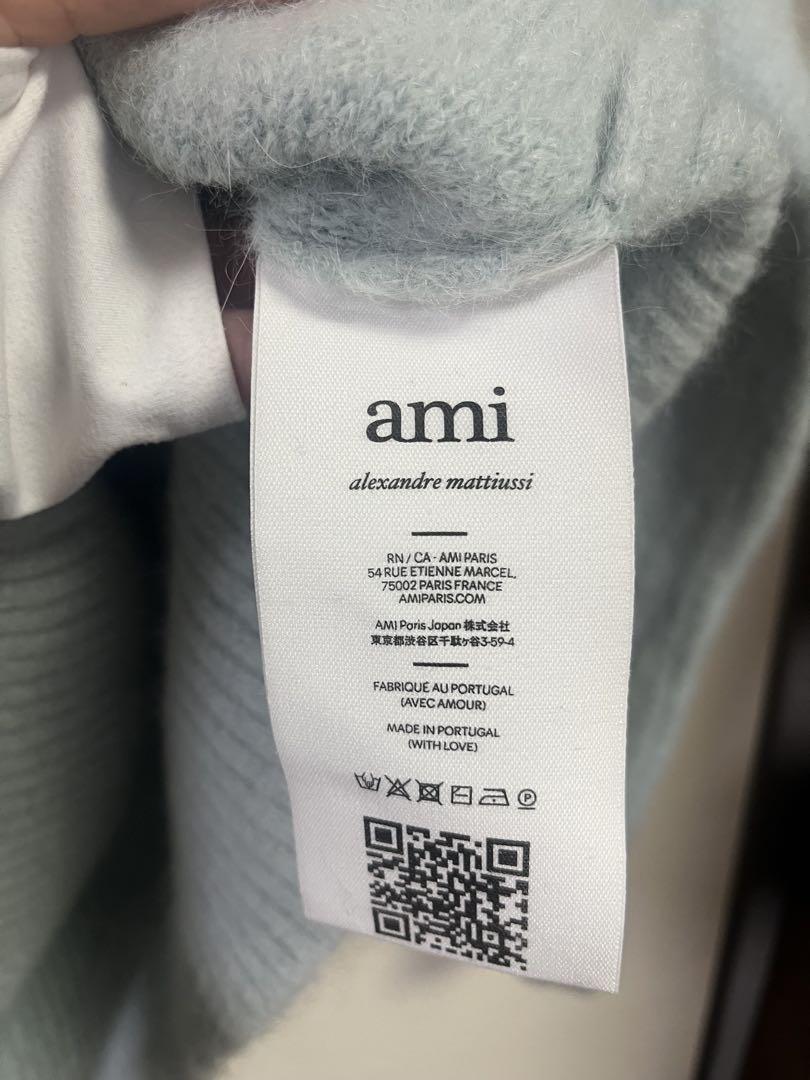 ami
alexandre mattiussi
RN / CA - AMI PARIS
54 RUE ETIENNE MARCEL,
75002 PARIS FRANCE
AMIPARIS.COM
AMI Paris Japan 株式会社
東京都渋谷区千駄ヶ谷3-59-4
FABRIQUÉ AU PORTUGAL
(AVEC AMOUR)
MADE IN PORTUGAL
(WITH LOVE)
P